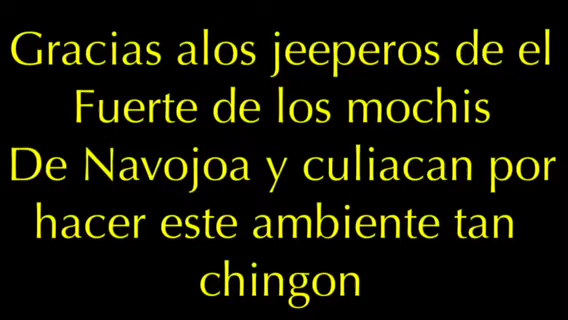 Gracias alos jeeperos de el
Fuerte de los mochis
De Navojoa y culiacan por
hacer este ambiente tan
chingon